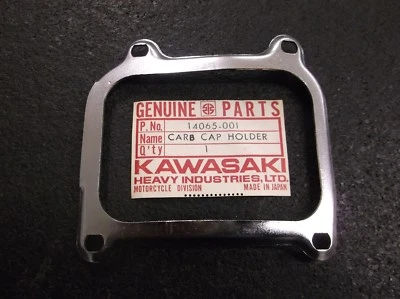 GENUINE PARTS
P.No. 14065-001
Name CARB CAP HOLDER
Q'ty 1
KAWASAKI
HEAVY INDUSTRIES, LTD.
MOTORCYCLE DIVISION MADE IN JAPAN